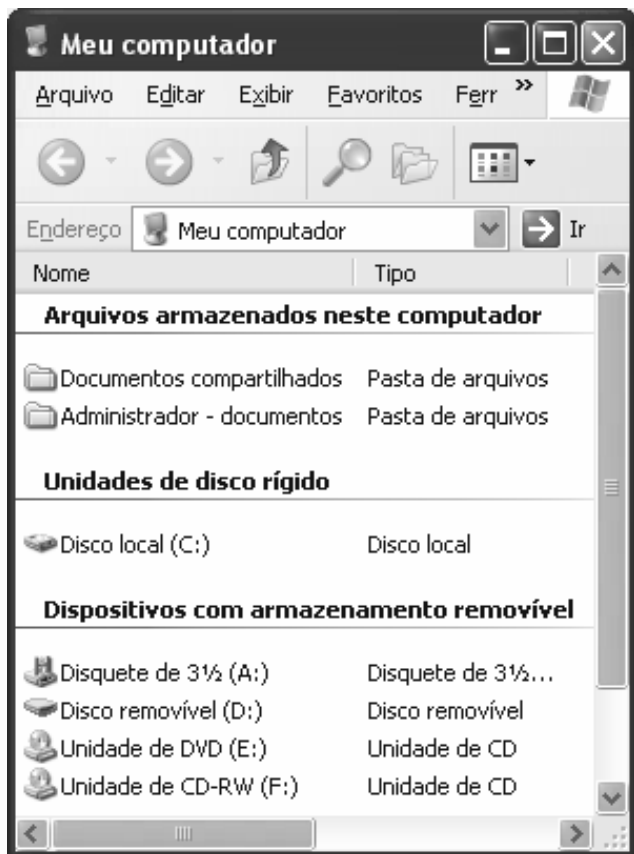 Meu computador
Arquivo Editar Exibir Favoritos Ferr »
Endereço Meu computador Ir
Nome Tipo
Arquivos armazenados neste computador
Documentos compartilhados Pasta de arquivos
Administrador - documentos Pasta de arquivos
Unidades de disco rígido
Disco local (C:) Disco local
Dispositivos com armazenamento removível
Disquete de 3½ (A:) Disquete de 3½...
Disco removível (D:) Disco removível
Unidade de DVD (E:) Unidade de CD
Unidade de CD-RW (F:) Unidade de CD